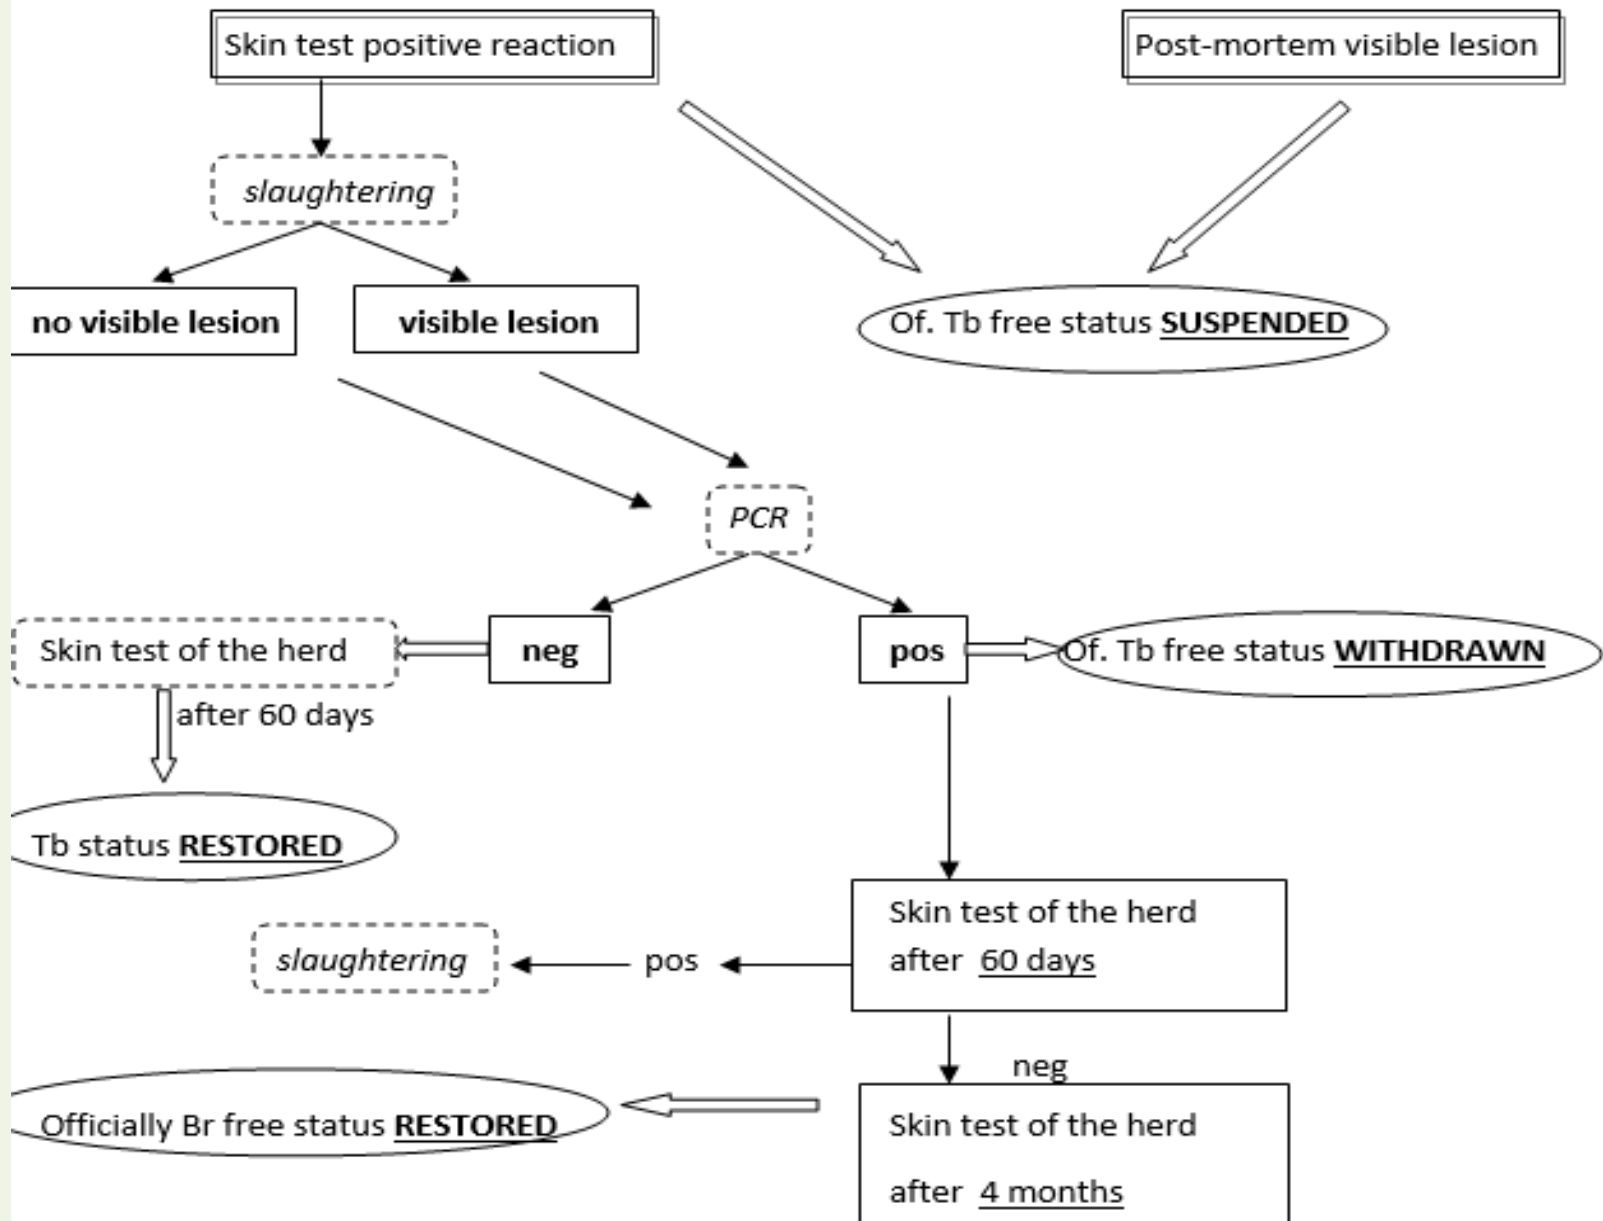 Skin test positive reaction
Post-mortem visible lesion
slaughtering
no visible lesion
visible lesion
Of. Tb free status SUSPENDED
PCR
Skin test of the herd
neg
pos
Of. Tb free status WITHDRAWN
after 60 days
Tb status RESTORED
Skin test of the herd
after 60 days
slaughtering
pos
neg
Officially Br free status RESTORED
Skin test of the herd
after 4 months